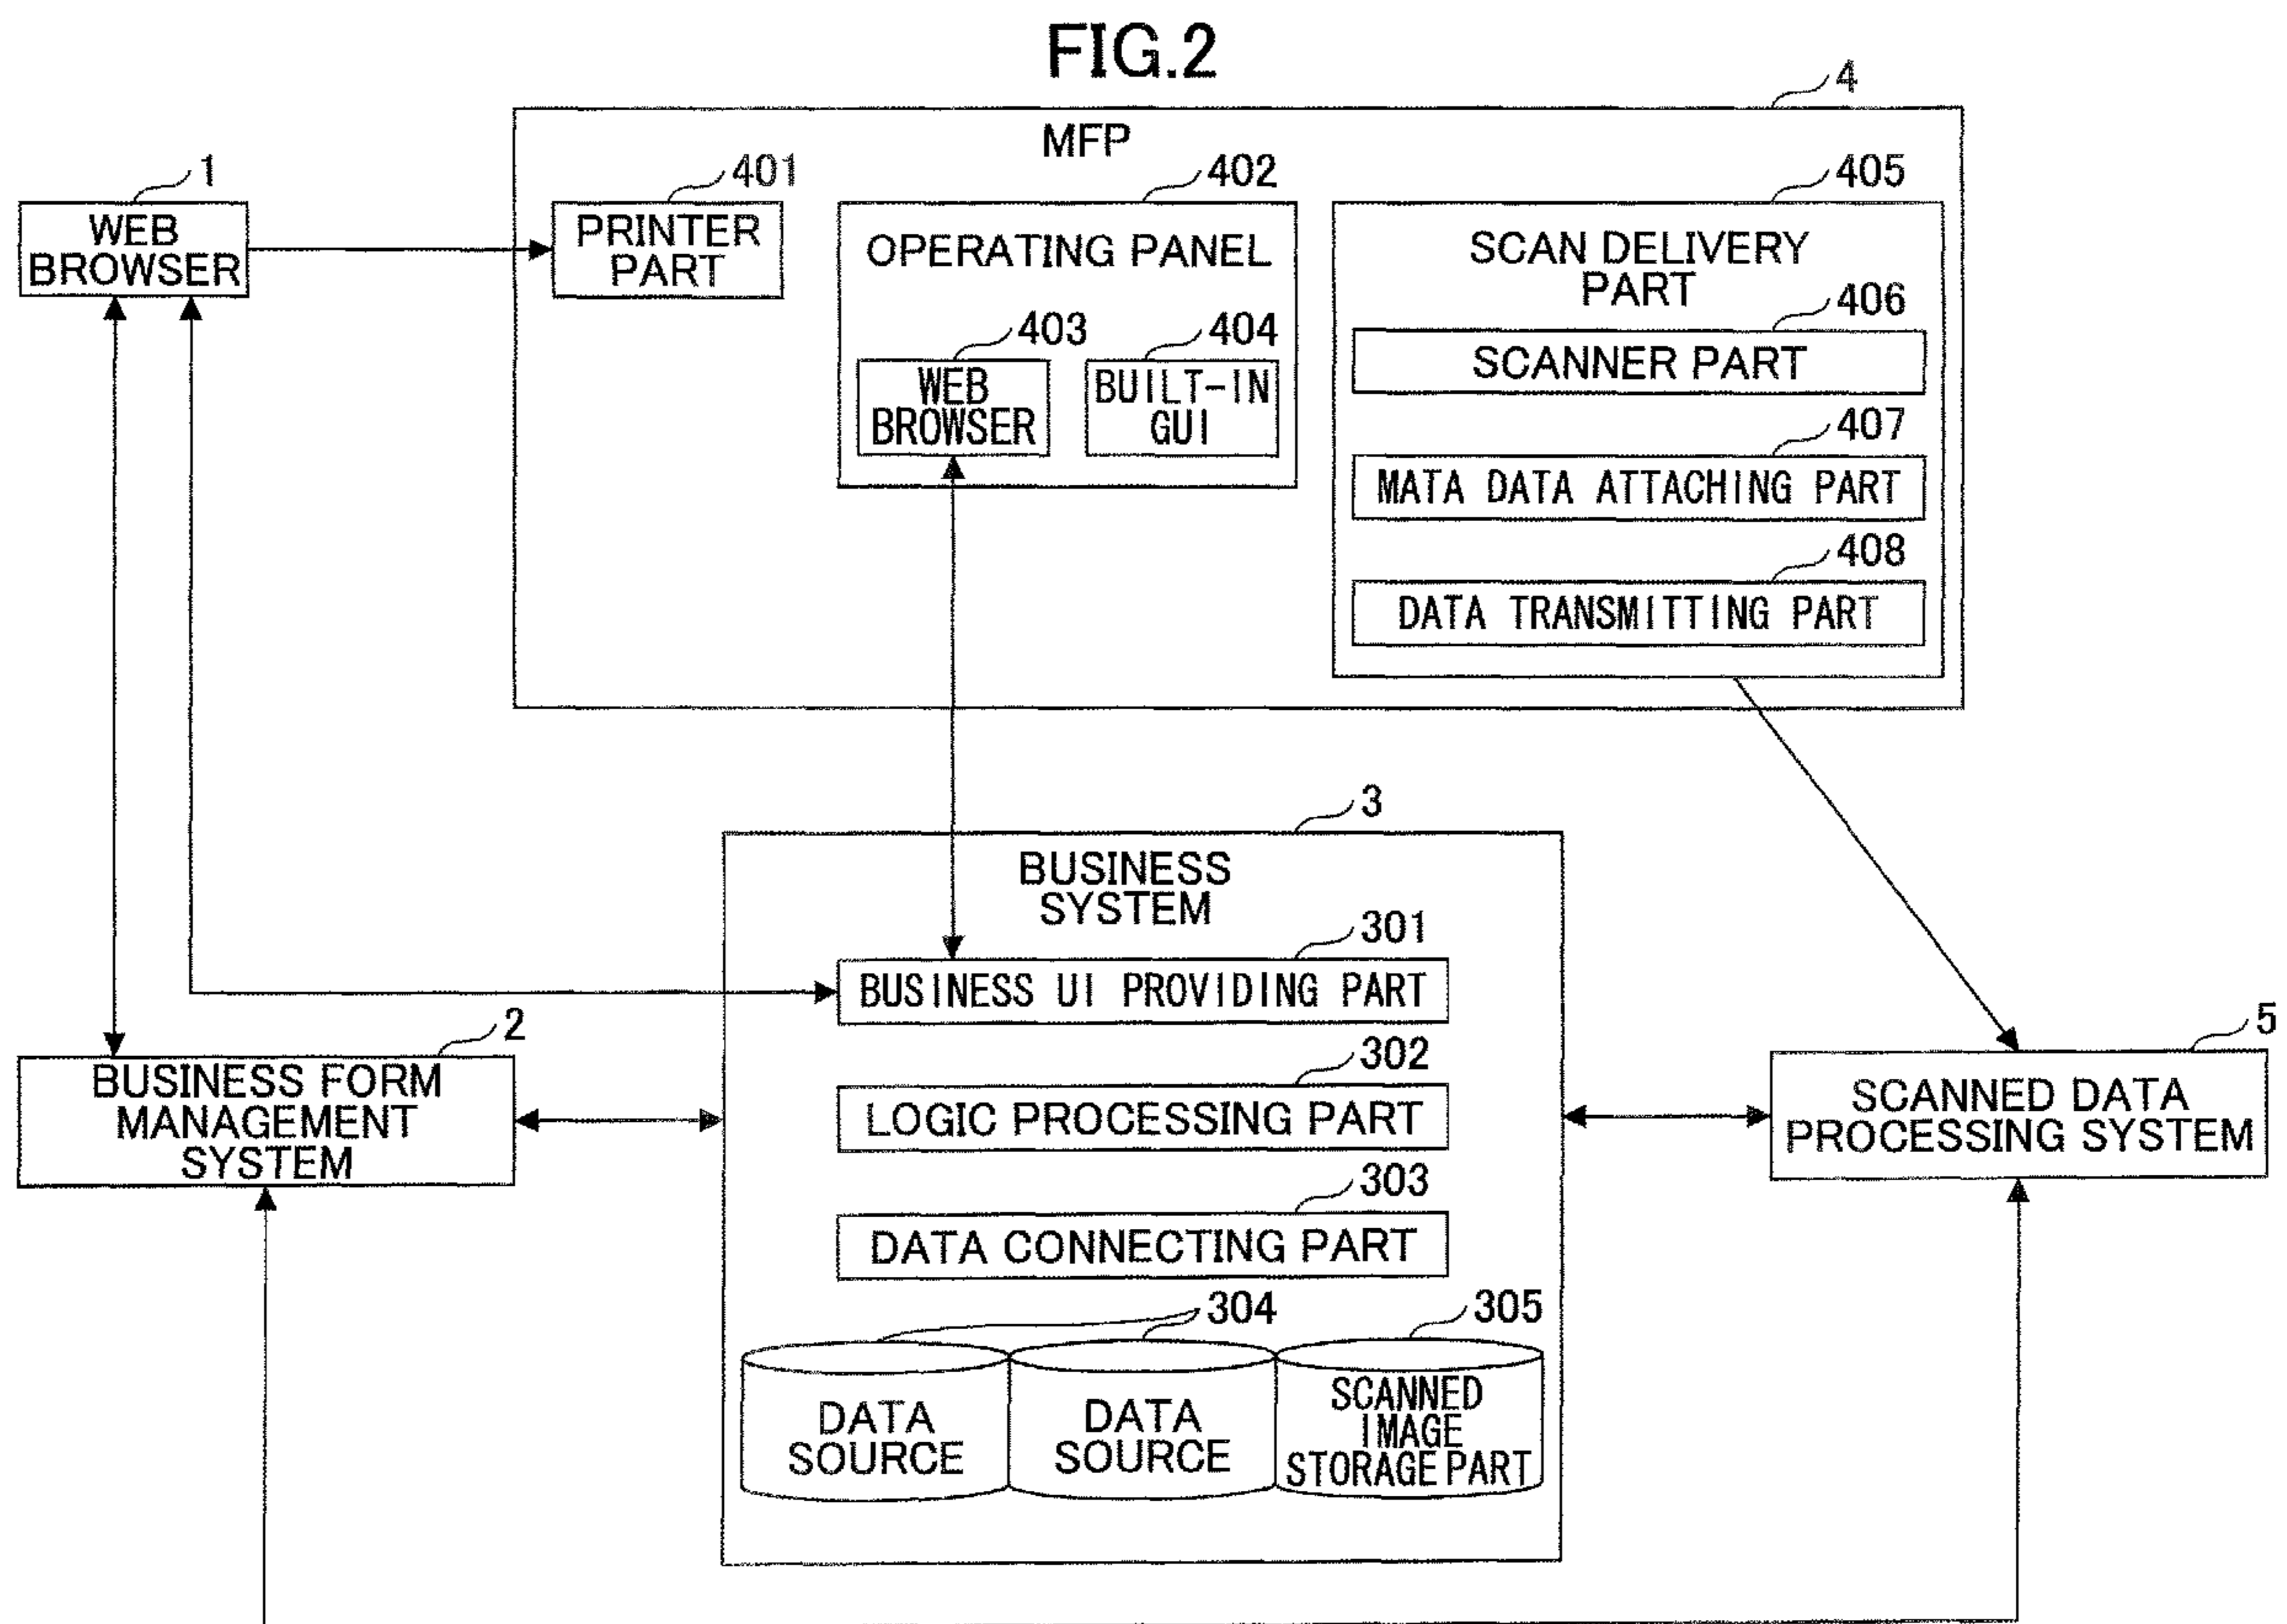 FIG.2
4
MFP
1
WEB
BROWSER
401
PRINTER
PART
402
OPERATING PANEL
403
WEB
BROWSER
404
BUILT-IN
GUI
405
SCAN DELIVERY
PART
406
SCANNER PART
407
MATA DATA ATTACHING PART
408
DATA TRANSMITTING PART
3
BUSINESS
SYSTEM
301
BUSINESS UI PROVIDING PART
302
LOGIC PROCESSING PART
303
DATA CONNECTING PART
304
DATA
SOURCE
DATA
SOURCE
305
SCANNED
IMAGE
STORAGE PART
2
BUSINESS FORM
MANAGEMENT
SYSTEM
5
SCANNED DATA
PROCESSING SYSTEM